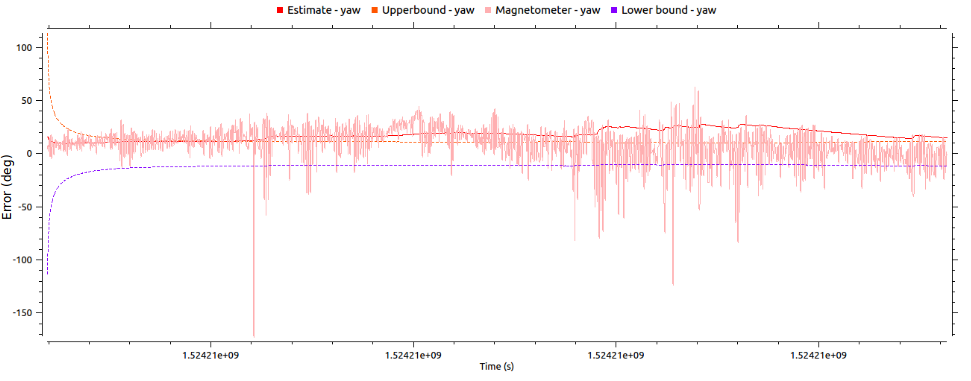 Estimate - yaw Upperbound - yaw Magnetometer - yaw Lower bound - yaw
100
50
0
-50
-100
-150
Error (deg)
1.52421e+09 1.52421e+09 1.52421e+09 1.52421e+09
Time (s)